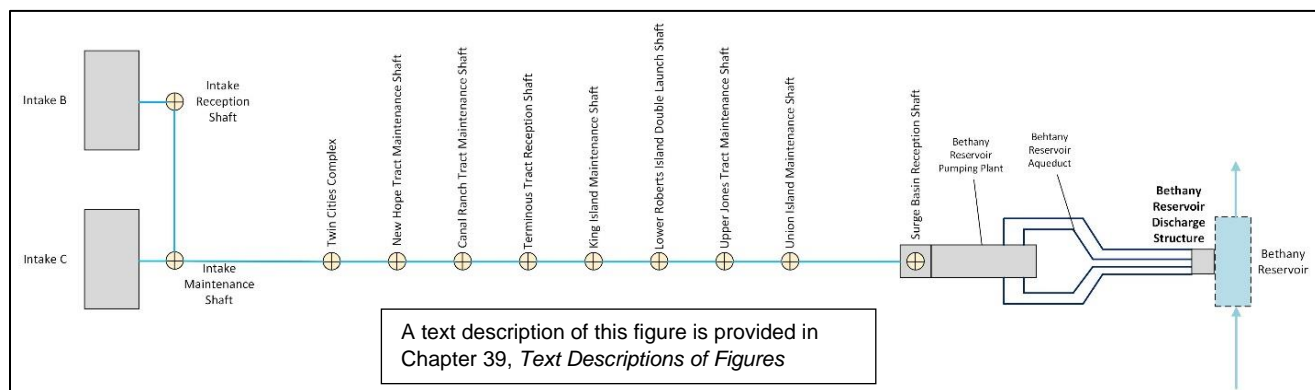 Intake B
Intake
Reception
Shaft
Intake C
Intake
Maintenance
Shaft
Twin Cities Complex
New Hope Tract Maintenance Shaft
Canal Ranch Tract Maintenance Shaft
Terminous Tract Reception Shaft
King Island Maintenance Shaft
Lower Roberts Island Double Launch Shaft
Upper Jones Tract Maintenance Shaft
Union Island Maintenance Shaft
Surge Basin Reception Shaft
Bethany
Reservoir
Pumping Plant
Behtany
Reservoir
Aqueduct
Bethany
Reservoir
Discharge
Structure
Bethany
Reservoir
A text description of this figure is provided in
Chapter 39, Text Descriptions of Figures